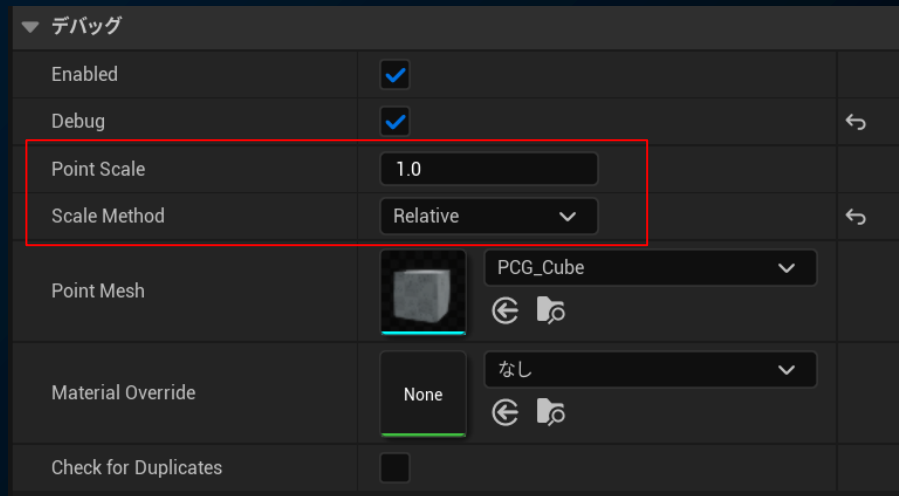 デバッグ
Enabled
Debug
Point Scale 1.0
Scale Method Relative
Point Mesh PCG_Cube
Material Override None なし
Check for Duplicates